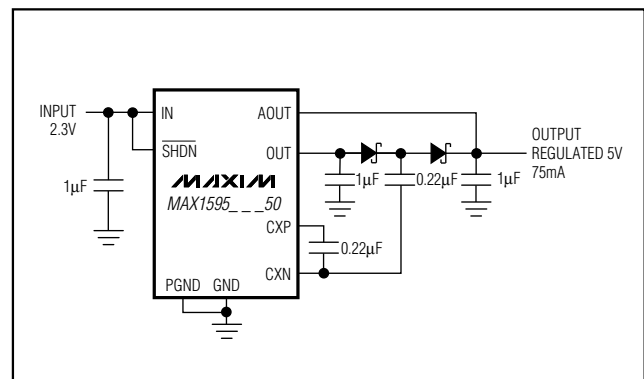 INPUT
2.3V
1µF
IN
SHDN
MAXIM
MAX1595_ _ _50
PGND GND
AOUT
OUT
CXP
CXN
1µF
0.22µF
0.22µF
1µF
OUTPUT
REGULATED 5V
75mA